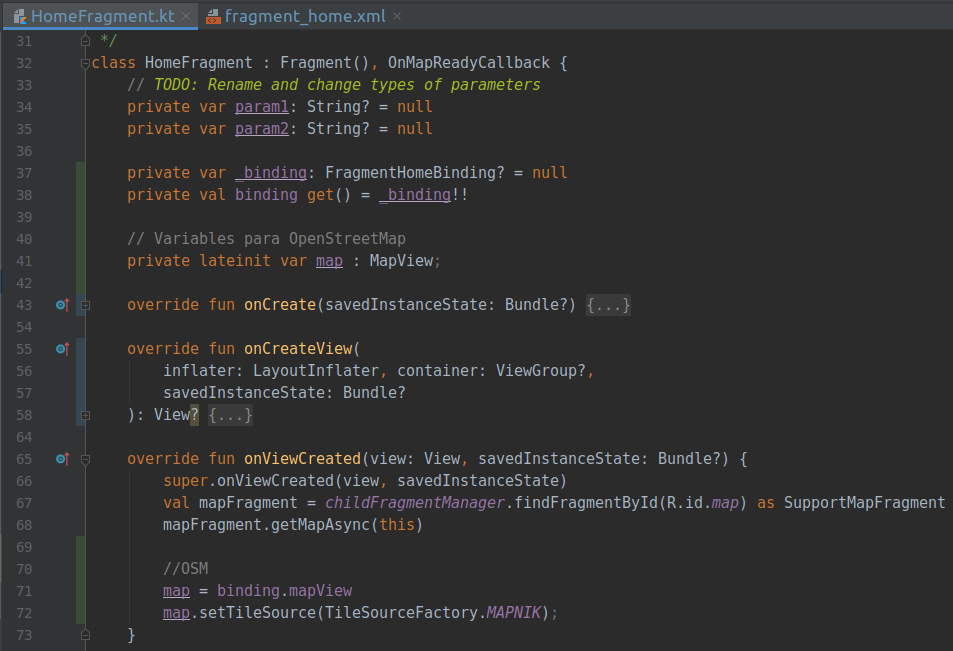 HomeFragment.kt × fragment_home.xml ×
31 */
32 class HomeFragment : Fragment(), OnMapReadyCallback {
33 // TODO: Rename and change types of parameters
34 private var param1: String? = null
35 private var param2: String? = null
36
37 private var _binding: FragmentHomeBinding? = null
38 private val binding get() = _binding!!
39
40 // Variables para OpenStreetMap
41 private lateinit var map : MapView;
42
43 override fun onCreate(savedInstanceState: Bundle?) {...}
54
55 override fun onCreateView(
56 inflater: LayoutInflater, container: ViewGroup?,
57 savedInstanceState: Bundle?
58 ): View? {...}
64
65 override fun onViewCreated(view: View, savedInstanceState: Bundle?) {
66 super.onViewCreated(view, savedInstanceState)
67 val mapFragment = childFragmentManager.findFragmentById(R.id.map) as SupportMapFragment
68 mapFragment.getMapAsync(this)
69
70 //OSM
71 map = binding.mapView
72 map.setTileSource(TileSourceFactory.MAPNIK);
73 }